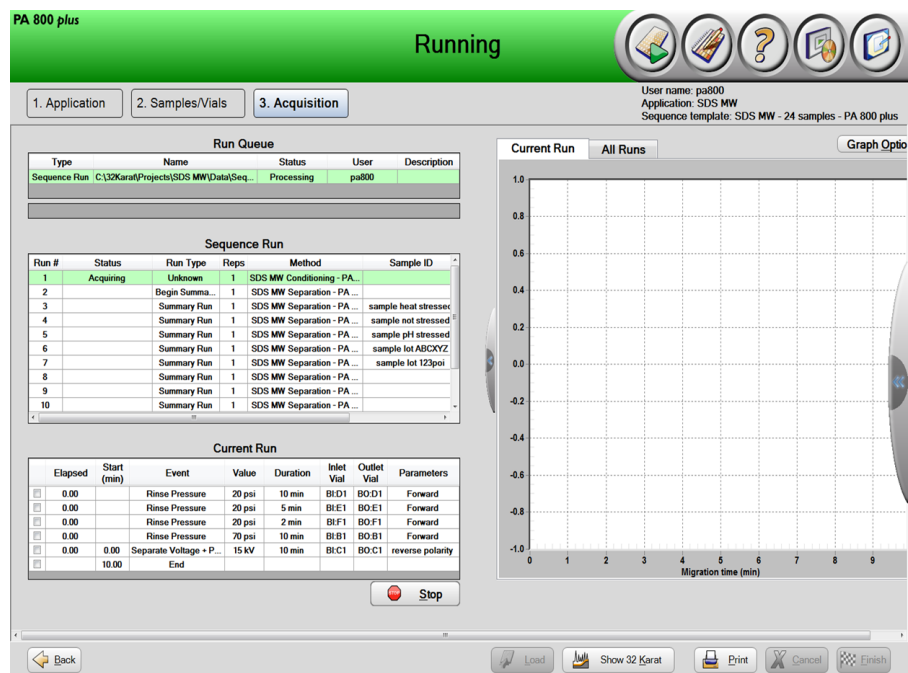 PA 800 plus
Running
1. Application
2. Samples/Vials
3. Acquisition
User name: pa800
Application: SDS MW
Sequence template: SDS MW - 24 samples - PA 800 plus
Run Queue
Type Name Status User Description
Sequence Run C:\32Karat\Projects\SDS MW\Data\Seq... Processing pa800
Sequence Run
Run # Status Run Type Reps Method Sample ID
1 Acquiring Unknown 1 SDS MW Conditioning - PA...
2 Begin Summa... 1 SDS MW Separation - PA ...
3 Summary Run 1 SDS MW Separation - PA ... sample heat stressed
4 Summary Run 1 SDS MW Separation - PA ... sample not stressed
5 Summary Run 1 SDS MW Separation - PA ... sample pH stressed
6 Summary Run 1 SDS MW Separation - PA ... sample lot ABCXYZ
7 Summary Run 1 SDS MW Separation - PA ... sample lot 123poi
8 Summary Run 1 SDS MW Separation - PA ...
9 Summary Run 1 SDS MW Separation - PA ...
10 Summary Run 1 SDS MW Separation - PA ...
Current Run
Elapsed Start (min) Event Value Duration Inlet Vial Outlet Vial Parameters
0.00 Rinse Pressure 20 psi 10 min BI:D1 BO:D1 Forward
0.00 Rinse Pressure 20 psi 5 min BI:E1 BO:E1 Forward
0.00 Rinse Pressure 20 psi 2 min BI:F1 BO:F1 Forward
0.00 Rinse Pressure 70 psi 10 min BI:B1 BO:B1 Forward
0.00 0.00 Separate Voltage + P... 15 kV 10 min BI:C1 BO:C1 reverse polarity
10.00 End
STOP Stop
Current Run
All Runs
Graph Optio
1.0
0.8
0.6
0.4
0.2
0.0
-0.2
-0.4
-0.6
-0.8
-1.0
0 1 2 3 4 5 6 7 8 9
Migration time (min)
Back
Load
Show 32 Karat
Print
Cancel
Finish